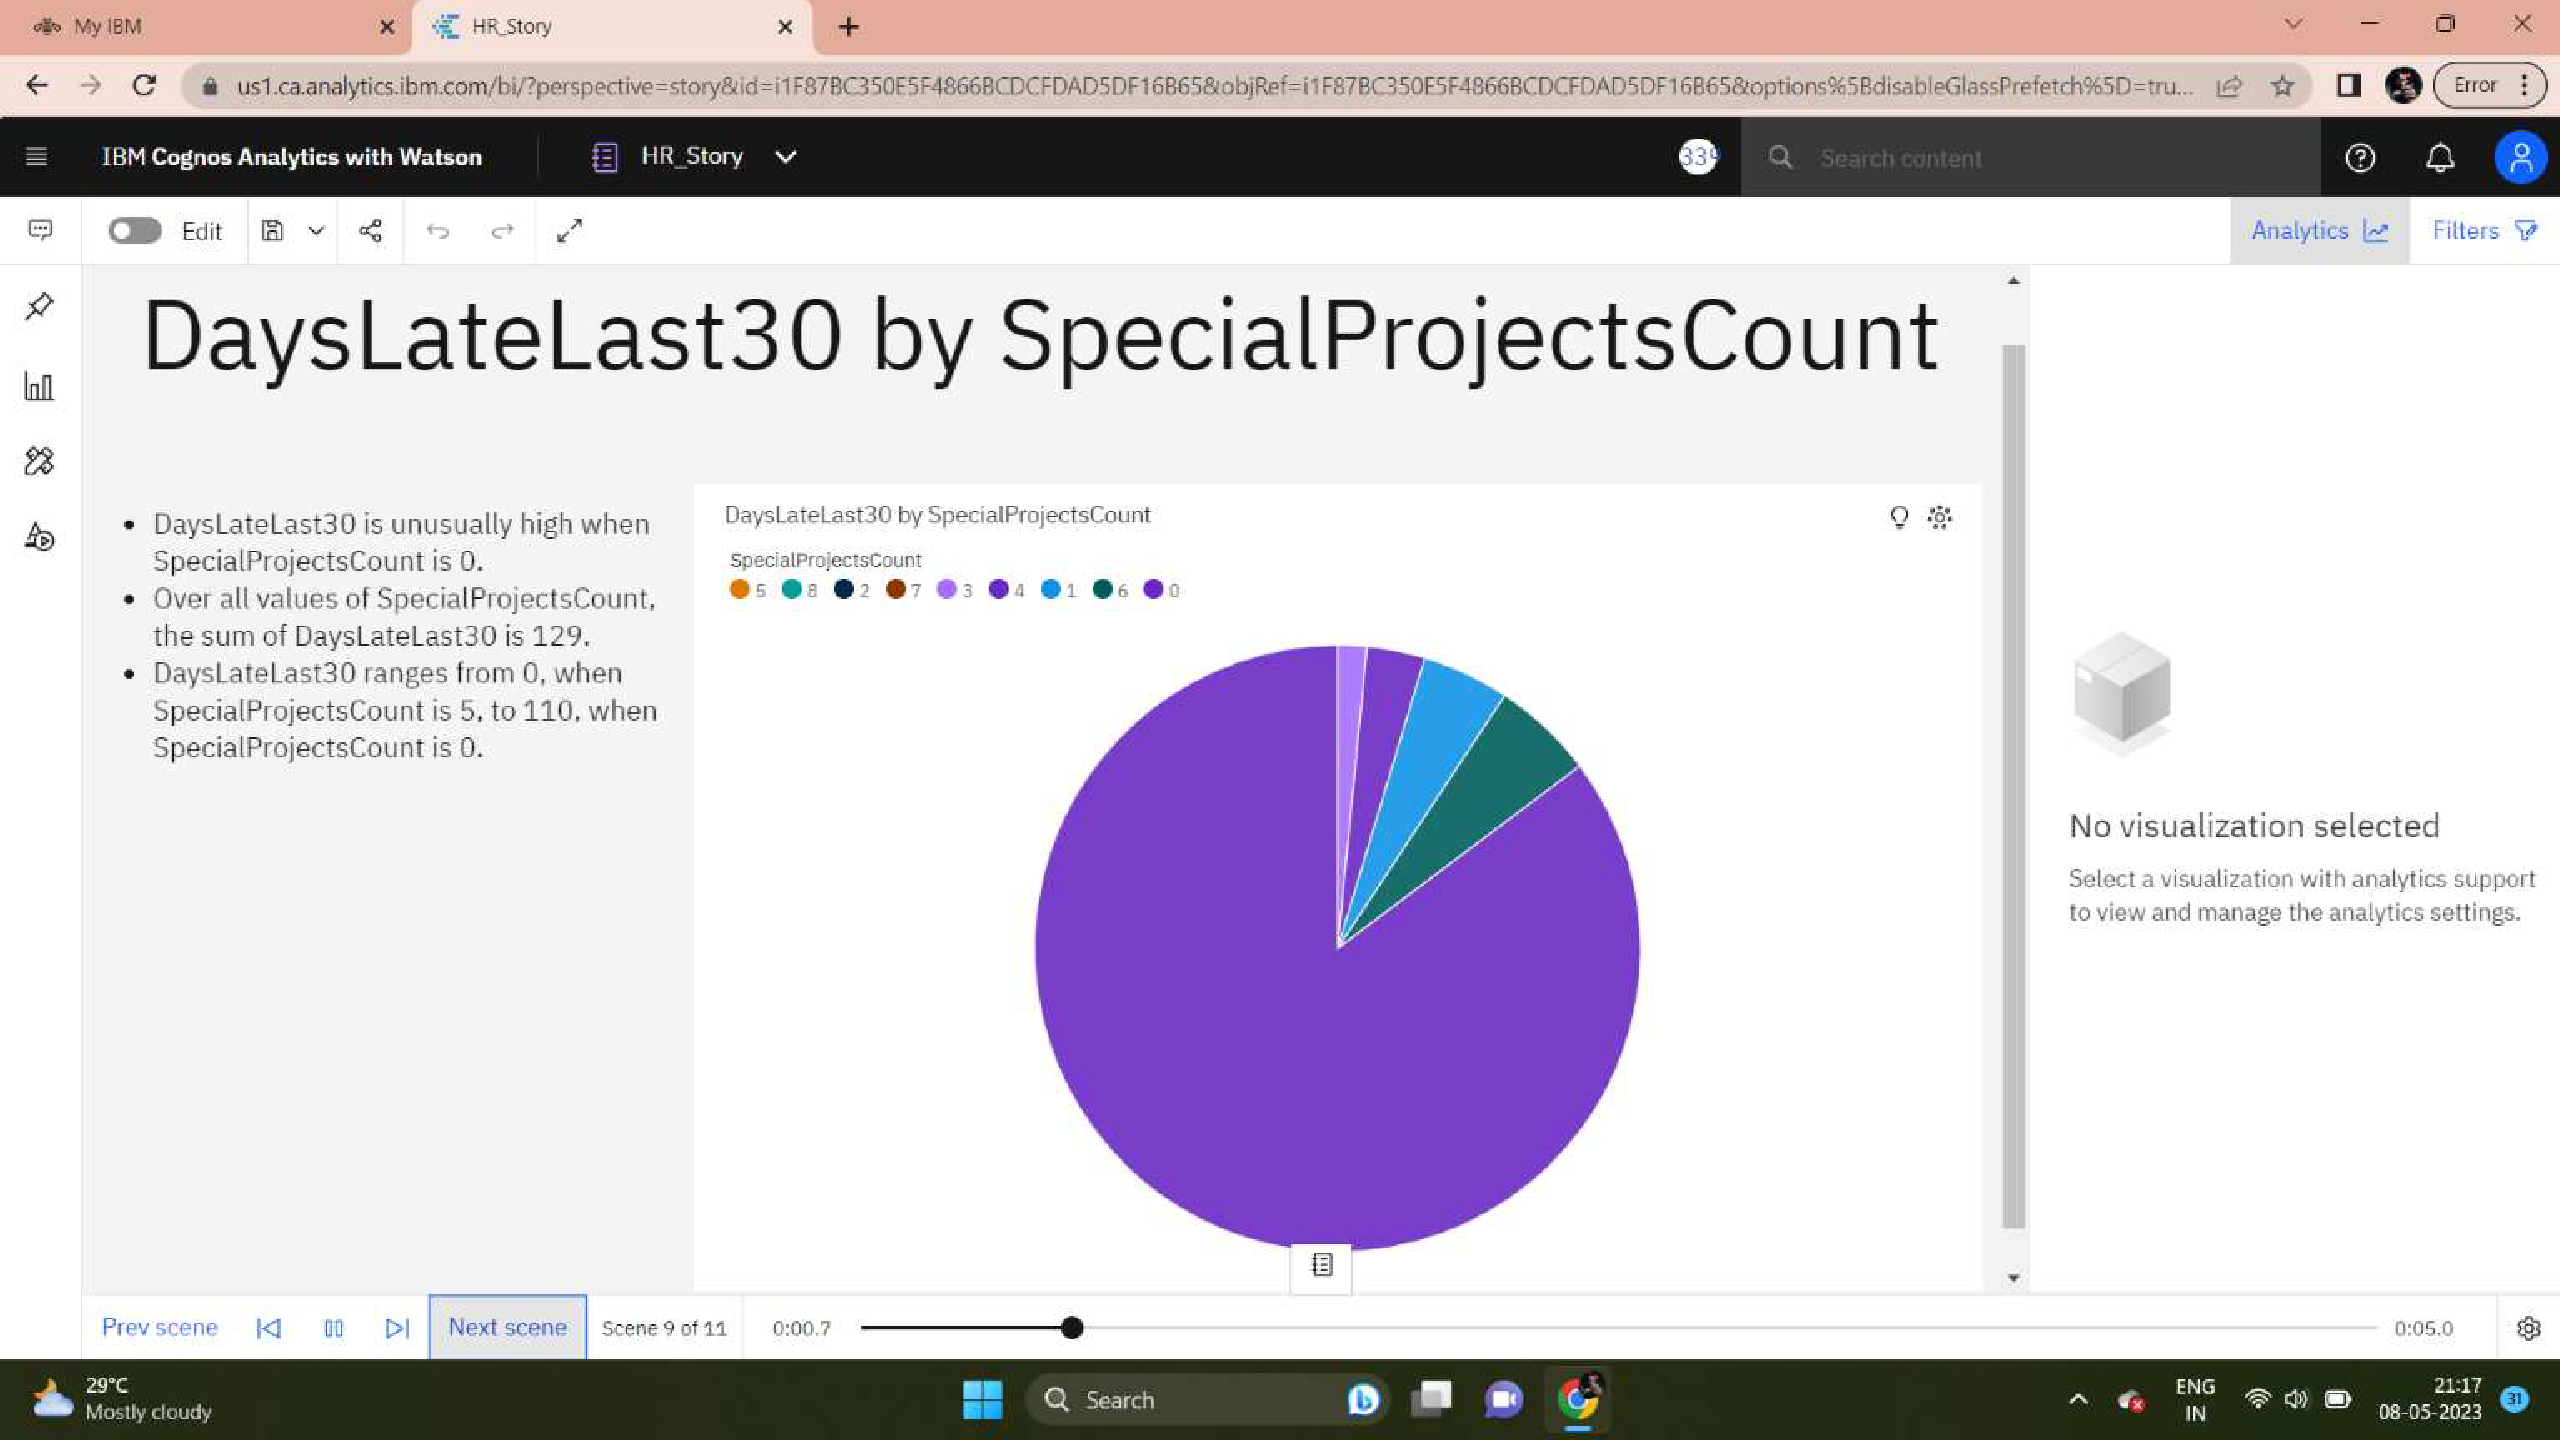 My IBM
HR_Story
us1.ca.analytics.ibm.com/bi/?perspective=story&id=i1F87BC350E5F4866BCDCFDAD5DF16B65&objRef=i1F87BC350E5F4866BCDCFDAD5DF16B65&options%5BdisableGlassPrefetch%5D=tru...
Error
IBM Cognos Analytics with Watson
HR_Story
Search content
Edit
Analytics
Filters
DaysLateLast30 by SpecialProjectsCount
• DaysLateLast30 is unusually high when
SpecialProjectsCount is 0.
• Over all values of SpecialProjectsCount,
the sum of DaysLateLast30 is 129.
• DaysLateLast30 ranges from 0, when
SpecialProjectsCount is 5, to 110, when
SpecialProjectsCount is 0.
DaysLateLast30 by SpecialProjectsCount
SpecialProjectsCount
5 8 2 7 3 4 1 6 0
No visualization selected
Select a visualization with analytics support
to view and manage the analytics settings.
Prev scene
Next scene
Scene 9 of 11
0:00.7
0:05.0
29°C
Mostly cloudy
Search
ENG
IN
21:17
08-05-2023
31